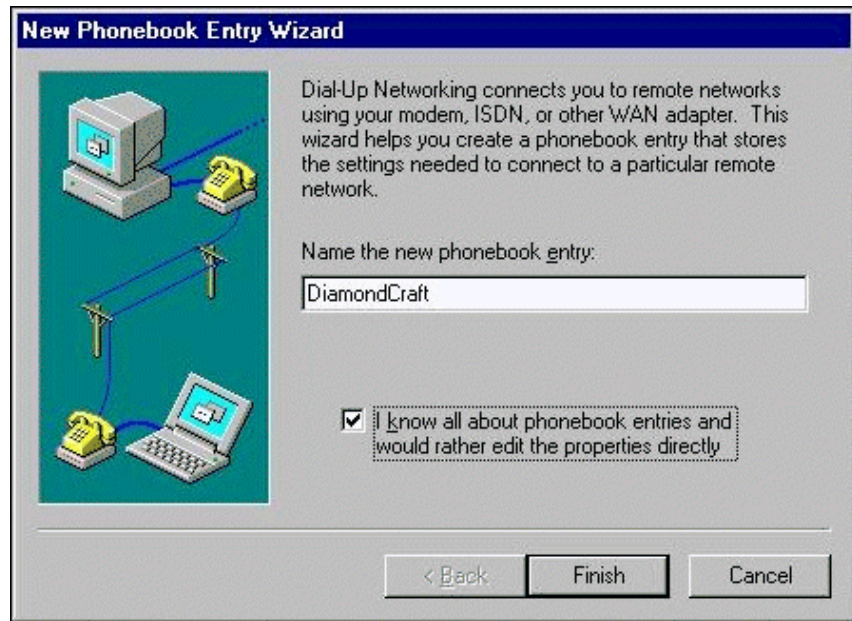 New Phonebook Entry Wizard
Dial-Up Networking connects you to remote networks
using your modem, ISDN, or other WAN adapter.  This
wizard helps you create a phonebook entry that stores
the settings needed to connect to a particular remote
network.
Name the new phonebook entry:
DiamondCraft
I know all about phonebook entries and
would rather edit the properties directly
< Back
Finish
Cancel